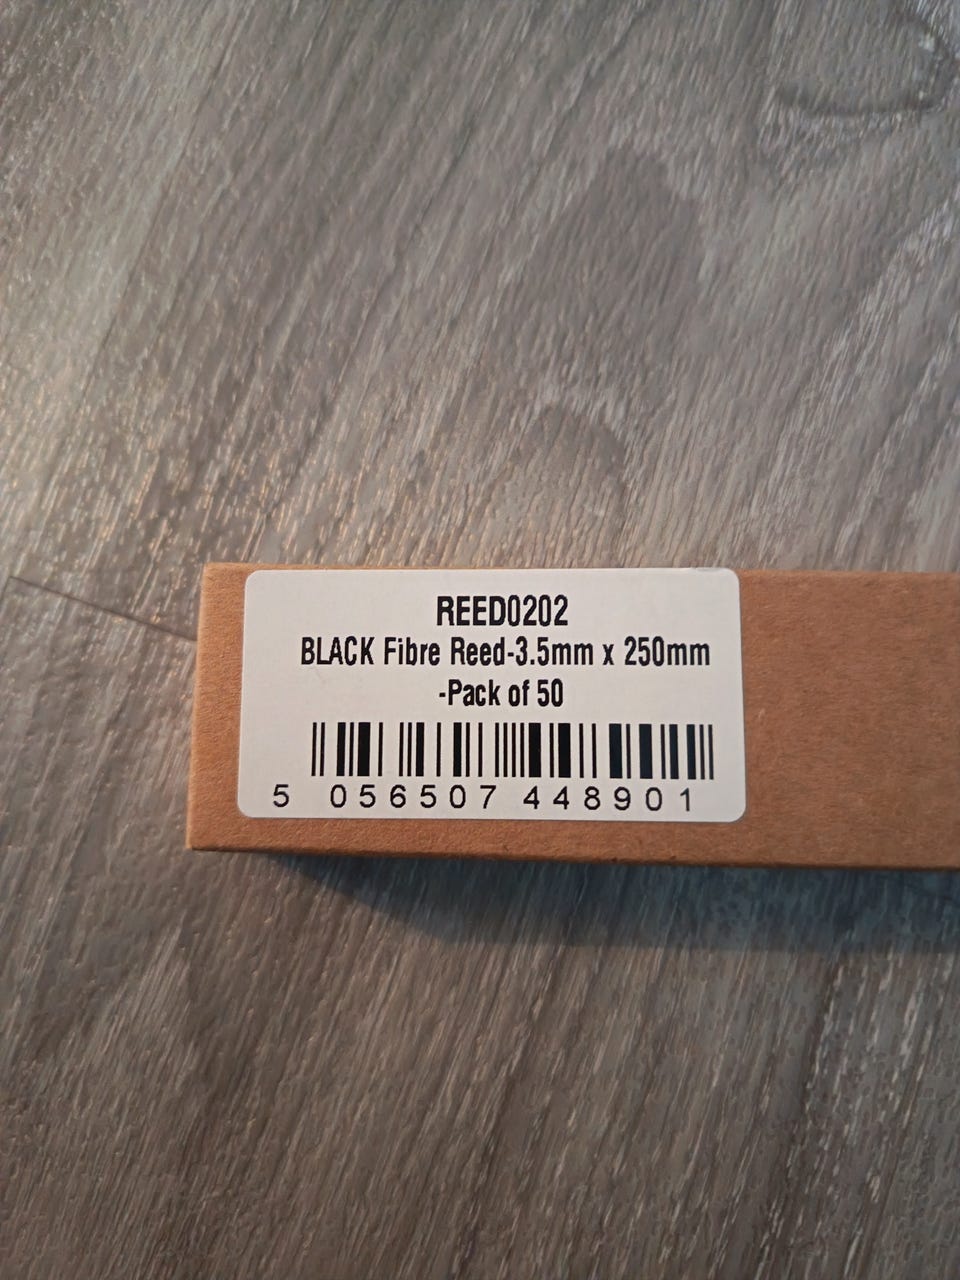 REED0202
BLACK Fibre Reed-3.5mm x 250mm
-Pack of 50
5 056507 448901